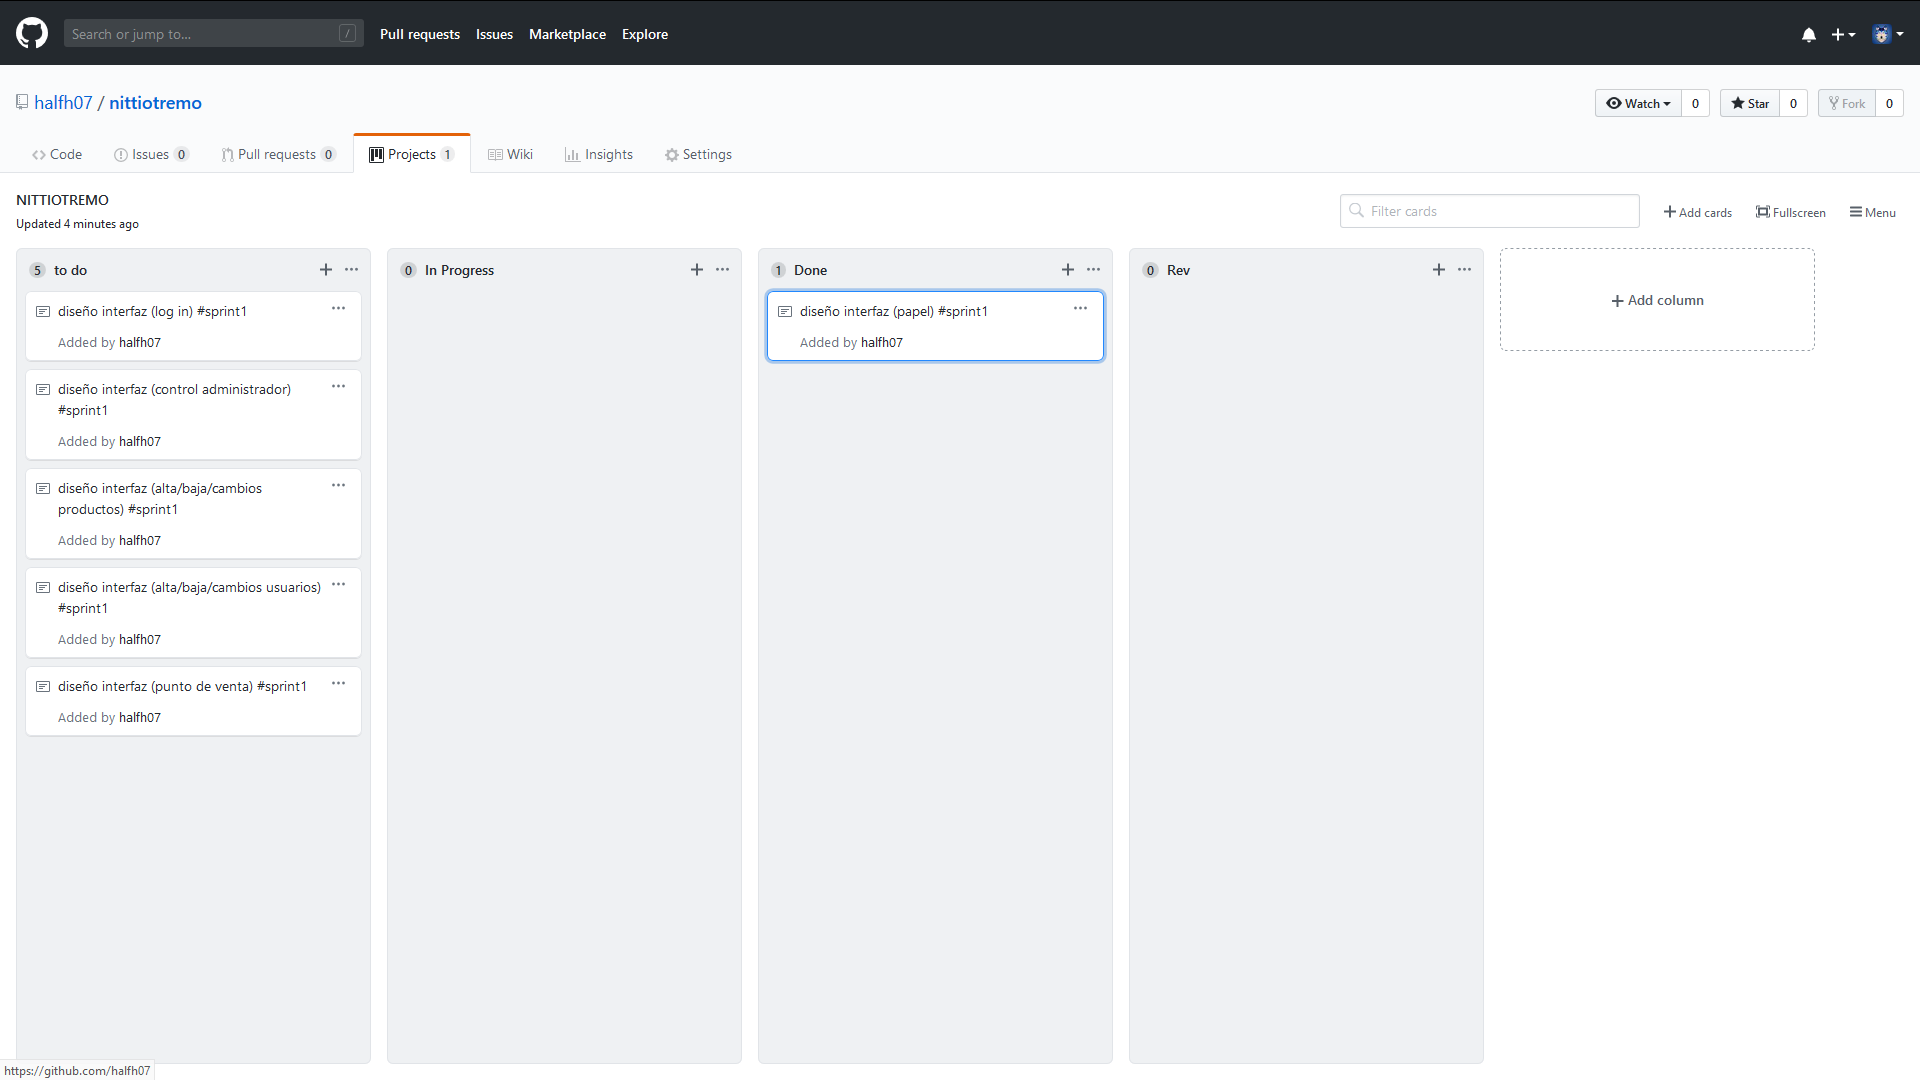 Search or jump to... /
Pull requests Issues Marketplace Explore
halfh07 / nittiotremo
Watch 0 Star 0 Fork 0
Code Issues 0 Pull requests 0 Projects 1 Wiki Insights Settings
NITTIOTREMO
Updated 4 minutes ago
Filter cards
Add cards Fullscreen Menu
5 to do
diseño interfaz (log in) #sprint1
Added by halfh07
diseño interfaz (control administrador)
#sprint1
Added by halfh07
diseño interfaz (alta/baja/cambios
productos) #sprint1
Added by halfh07
diseño interfaz (alta/baja/cambios usuarios)
#sprint1
Added by halfh07
diseño interfaz (punto de venta) #sprint1
Added by halfh07
0 In Progress
1 Done
diseño interfaz (papel) #sprint1
Added by halfh07
0 Rev
Add column
https://github.com/halfh07